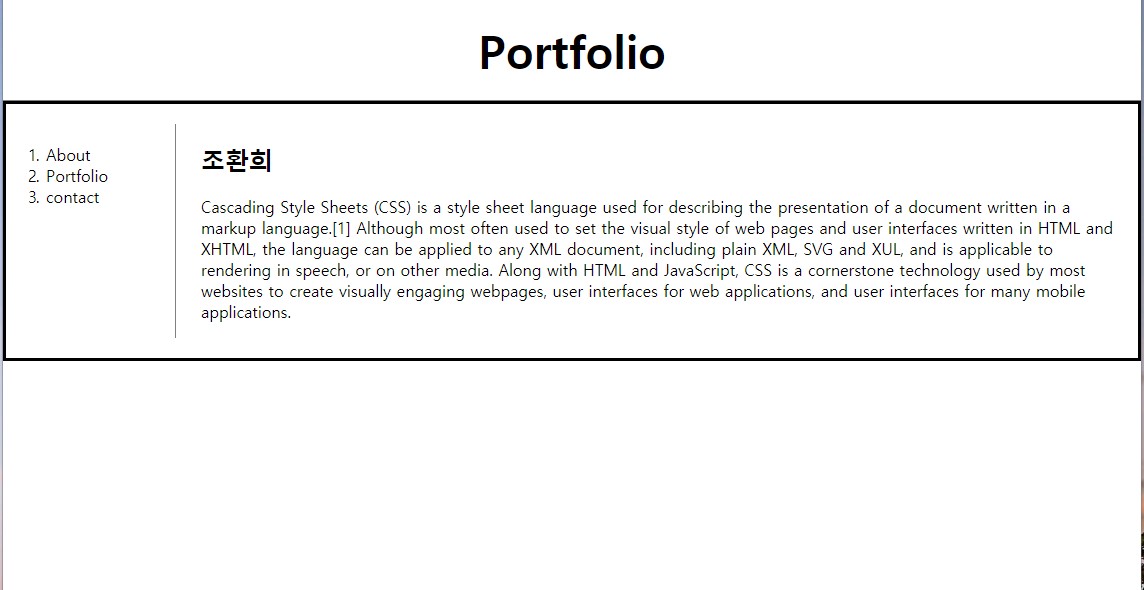 Portfolio
1. About
2. Portfolio
3. contact
조환희
Cascading Style Sheets (CSS) is a style sheet language used for describing the presentation of a document written in a
markup language.[1] Although most often used to set the visual style of web pages and user interfaces written in HTML and
XHTML, the language can be applied to any XML document, including plain XML, SVG and XUL, and is applicable to
rendering in speech, or on other media. Along with HTML and JavaScript, CSS is a cornerstone technology used by most
websites to create visually engaging webpages, user interfaces for web applications, and user interfaces for many mobile
applications.